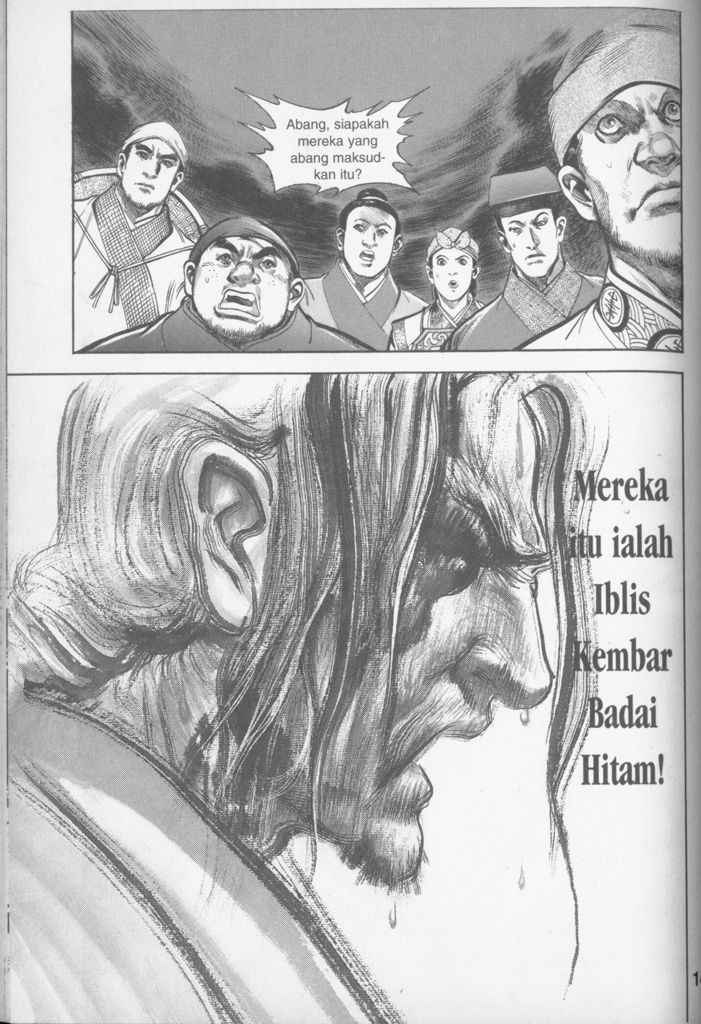 Abang, siapakah
mereka yang
abang maksud-
kan itu?
Mereka
itu ialah
Iblis
Kembar
Badai
Hitam!